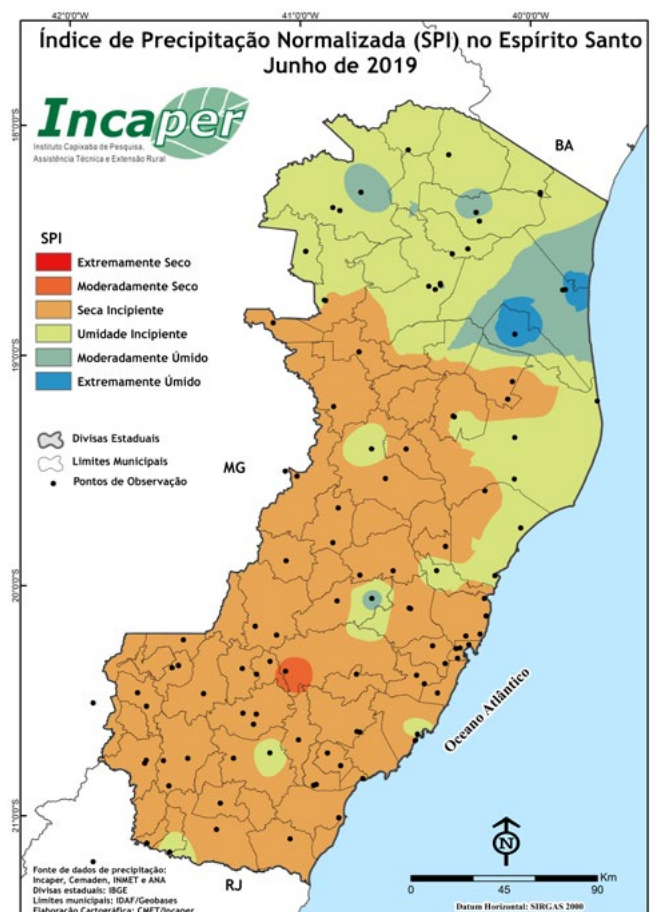 42°0'0"O 41°0'0"O 40°0'0"O
Índice de Precipitação Normalizada (SPI) no Espírito Santo
Junho de 2019
Incaper
Instituto Capixaba de Pesquisa,
Assistência Técnica e Extensão Rural
18°0'0"S
BA
SPI
Extremamente Seco
Moderadamente Seco
Seca Incipiente
Umidade Incipiente
Moderadamente Úmido
Extremamente Úmido
19°0'0"S
Divisas Estaduais
Limites Municipais
Pontos de Observação
MG
20°0'0"S
Oceano Atlântico
21°0'0"S
N
RJ
Km
0 45 90
Fonte de dados de precipitação:
Incaper, Cemaden, INMET e ANA
Divisas estaduais: IBGE
Limites municipais: IDAF/Geobases
Elaboração Cartográfica: CMET/Incaper
Datum Horizontal: SIRGAS 2000